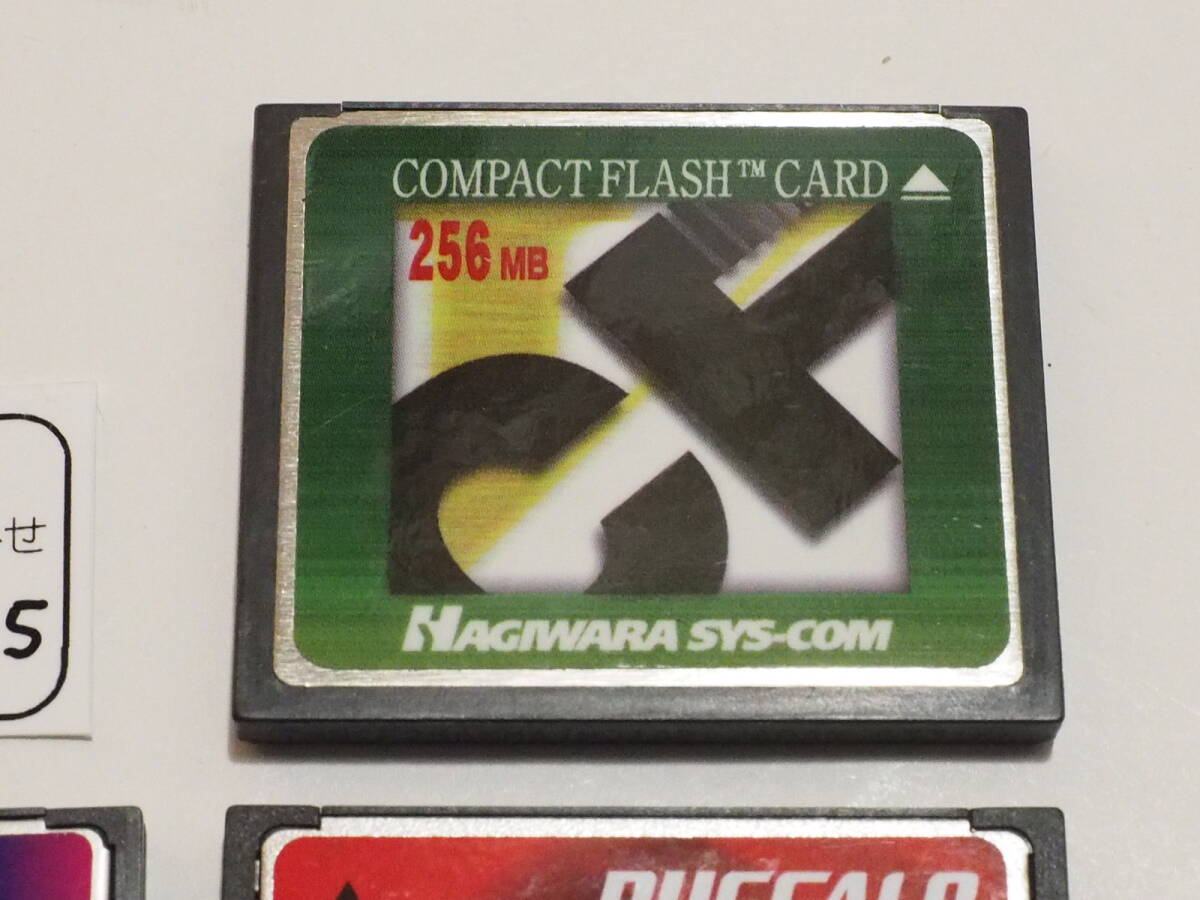 COMPACT FLASH™ CARD
256 MB
HAGIWARA SYS-COM
せ
5
BUFFALO